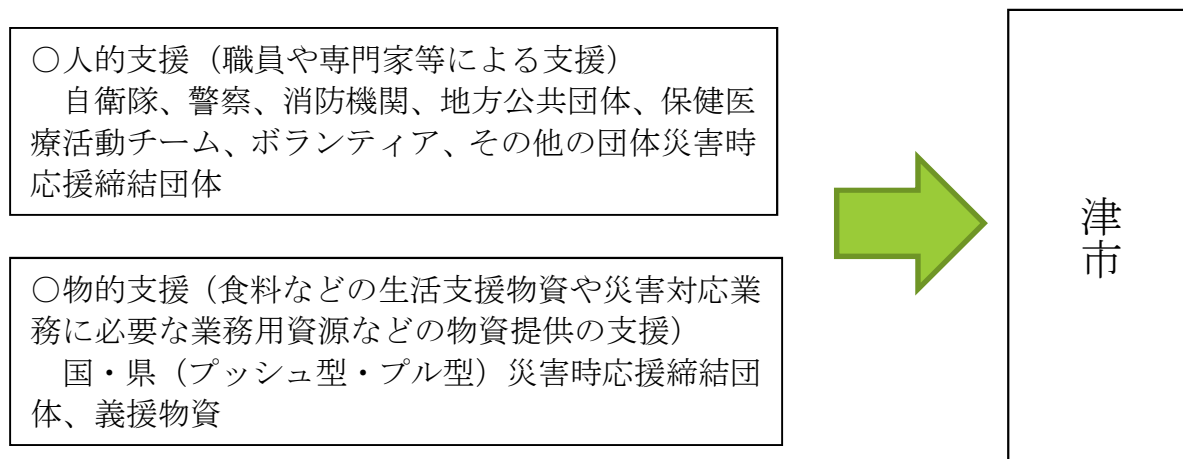 ○人的支援（職員や専門家等による支援）
　自衛隊、警察、消防機関、地方公共団体、保健医
療活動チーム、ボランティア、その他の団体災害時
応援締結団体
○物的支援（食料などの生活支援物資や災害対応業
務に必要な業務用資源などの物資提供の支援）
　国・県（プッシュ型・プル型）災害時応援締結団
体、義援物資
津市